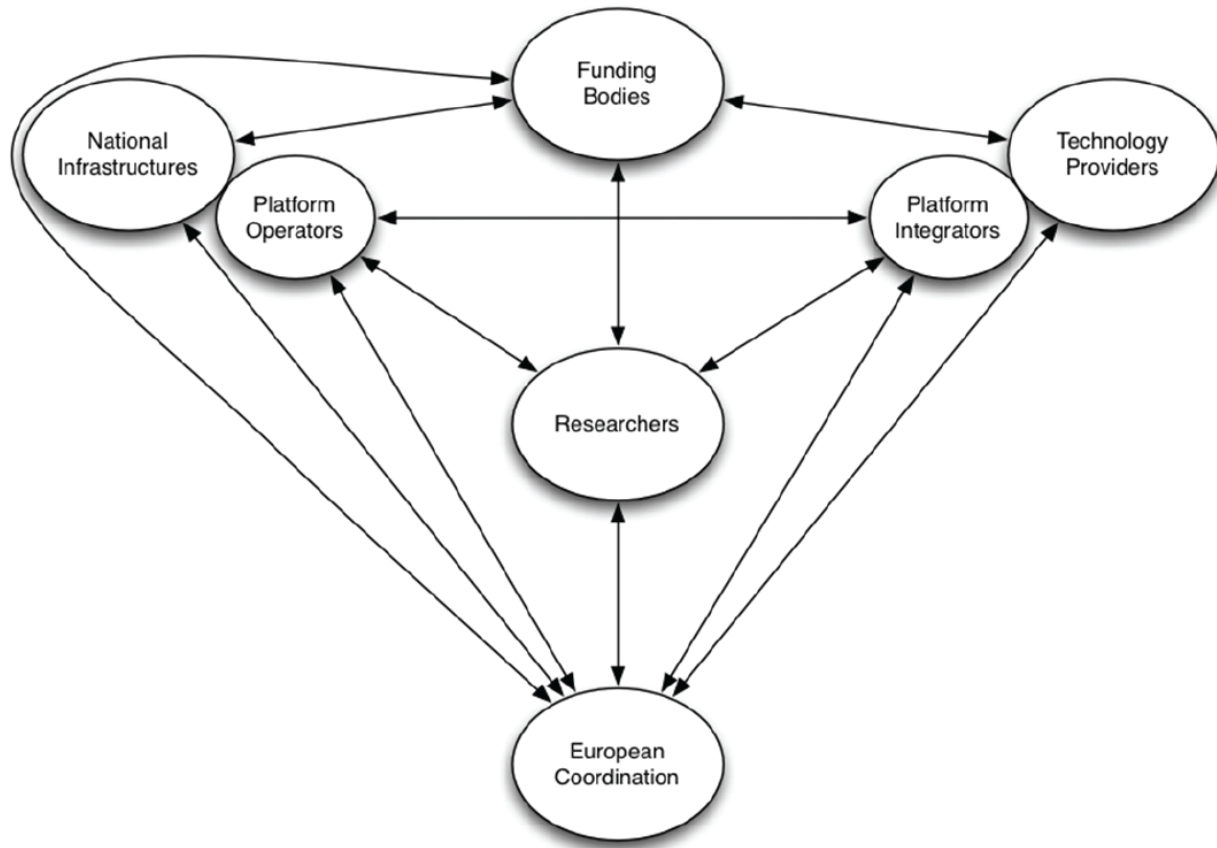 Funding
Bodies
National
Infrastructures
Technology
Providers
Platform
Operators
Platform
Integrators
Researchers
European
Coordination